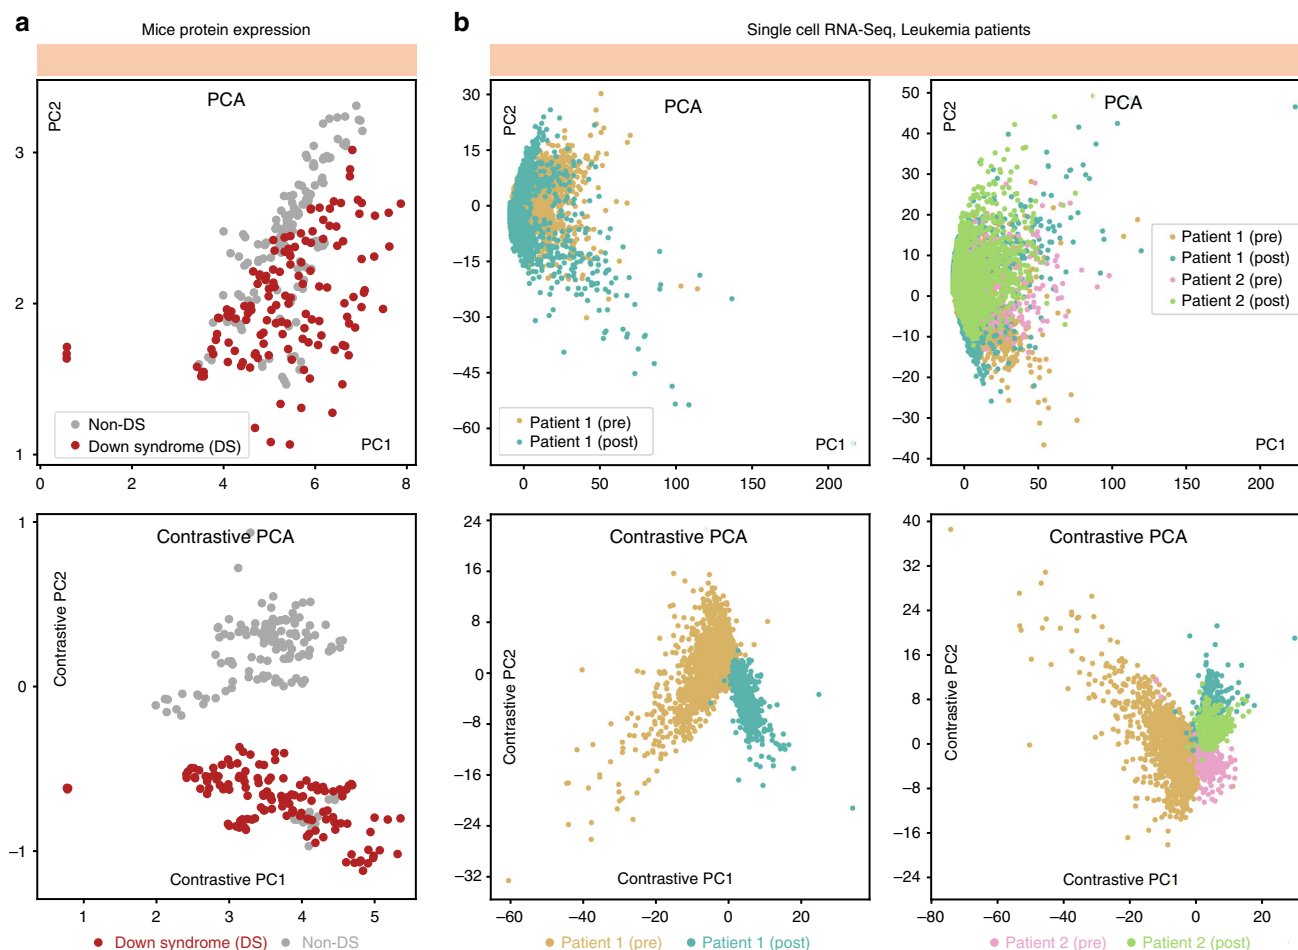 a
Mice protein expression
b
Single cell RNA-Seq, Leukemia patients
PCA
PC2
3
2
1
Non-DS
Down syndrome (DS)
PC1
0 2 4 6 8
PCA
PC2
30
15
0
−15
−30
−45
−60
Patient 1 (pre)
Patient 1 (post)
PC1
0 50 100 150 200
PCA
PC2
50
40
30
20
10
0
−10
−20
−30
−40
Patient 1 (pre)
Patient 1 (post)
Patient 2 (pre)
Patient 2 (post)
0 50 100 150 200
Contrastive PCA
Contrastive PC2
1
0
−1
Contrastive PC1
1 2 3 4 5
Down syndrome (DS) Non-DS
Contrastive PCA
Contrastive PC2
24
16
8
0
−8
−16
−24
−32
Contrastive PC1
−60 −40 −20 0 20
Patient 1 (pre) Patient 1 (post)
Contrastive PCA
Contrastive PC2
40
32
24
16
8
0
−8
−16
−24
Contrastive PC1
−80 −60 −40 −20 0 20
Patient 2 (pre) Patient 2 (post)